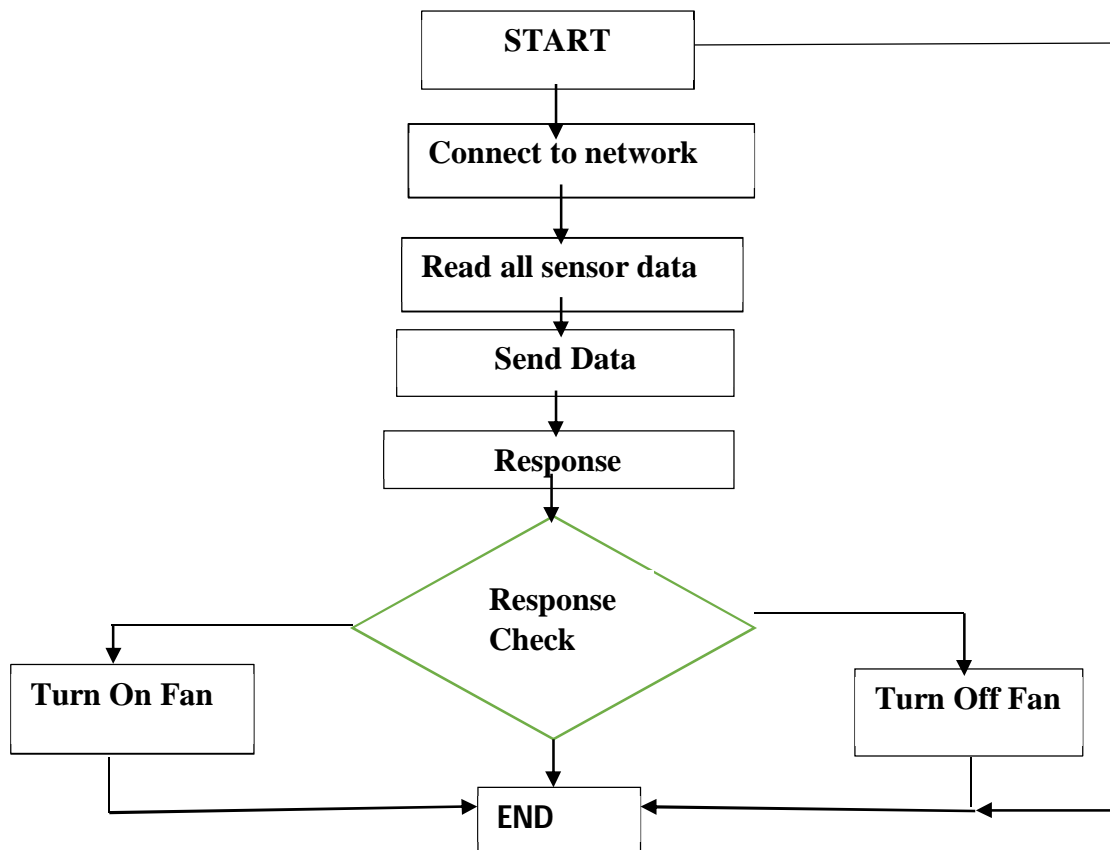 START
Connect to network
Read all sensor data
Send Data
Response
Response
Check
Turn On Fan
Turn Off Fan
END